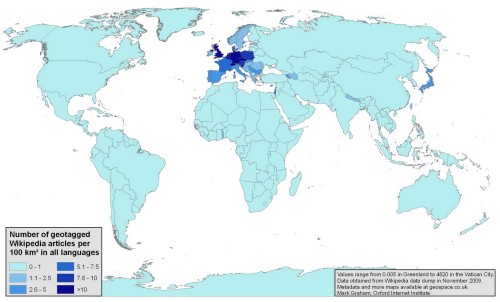 Number of geotagged
Wikipedia articles per
100 km² in all languages
0 - 1
5.1 - 7.5
1.1 - 2.5
7.6 - 10
2.6 - 5
>10
Values range from 0.005 in Greenland to 4820 in the Vatican City.
Data obtained from Wikipedia data dump in November 2009.
Metadata and more maps available at geospace.co.uk.
Mark Graham, Oxford Internet Institute.